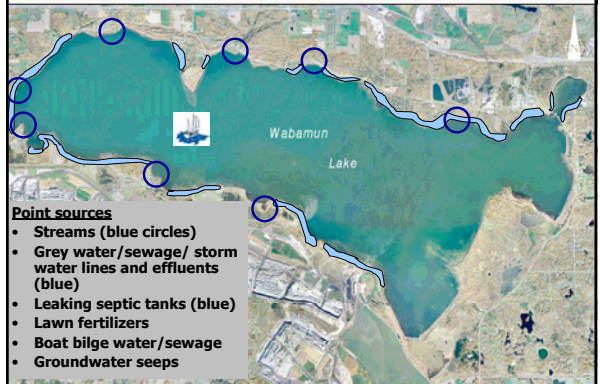 Wabamun
Lake
N
Point sources
• Streams (blue circles)
• Grey water/sewage/ storm
water lines and effluents
(blue)
• Leaking septic tanks (blue)
• Lawn fertilizers
• Boat bilge water/sewage
• Groundwater seeps